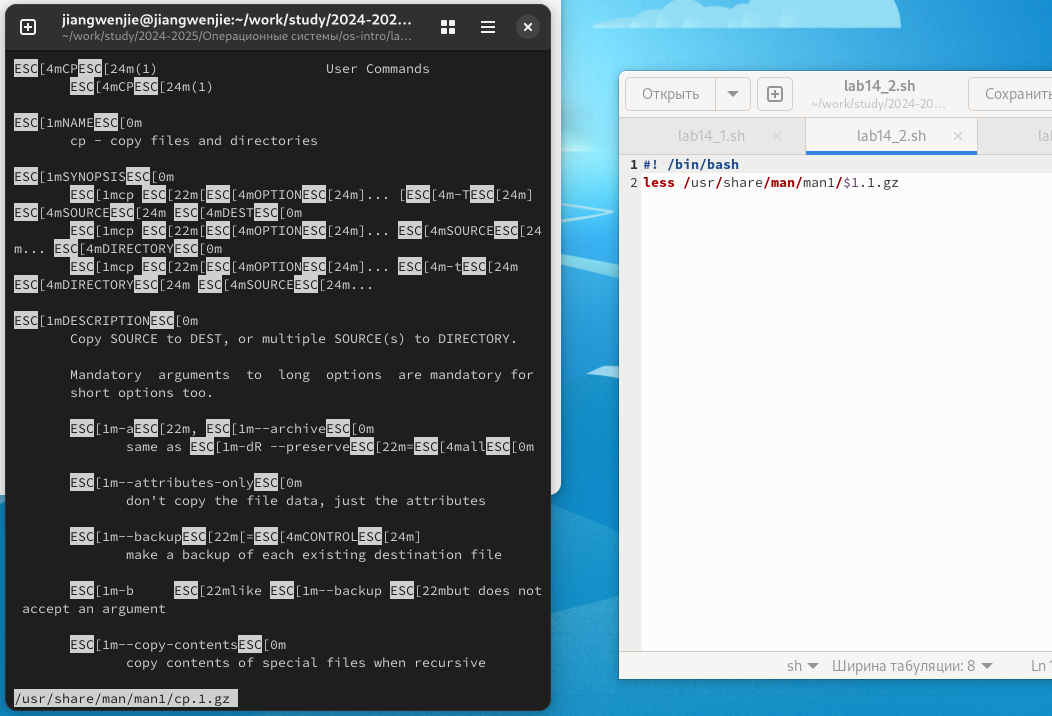 jiangwenjie@jiangwenjie:~/work/study/2024-202...
~/work/study/2024-2025/Операционные системы/os-intro/la...
ESC[4mCPESC[24m(1) User Commands
ESC[4mCPESC[24m(1)
ESC[1mNAMEESC[0m
cp - copy files and directories
ESC[1mSYNOPSISESC[0m
ESC[1mcp ESC[22m[ESC[4mOPTIONESC[24m]... [ESC[4m-TESC[24m]
ESC[4mSOURCEESC[24m ESC[4mDESTESC[0m
ESC[1mcp ESC[22m[ESC[4mOPTIONESC[24m]... ESC[4mSOURCEESC[24
m... ESC[4mDIRECTORYESC[0m
ESC[1mcp ESC[22m[ESC[4mOPTIONESC[24m]... ESC[4m-tESC[24m
ESC[4mDIRECTORYESC[24m ESC[4mSOURCEESC[24m...
ESC[1mDESCRIPTIONESC[0m
Copy SOURCE to DEST, or multiple SOURCE(s) to DIRECTORY.
Mandatory arguments to long options are mandatory for
short options too.
ESC[1m-aESC[22m, ESC[1m--archiveESC[0m
same as ESC[1m-dR --preserveESC[22m=ESC[4mallESC[0m
ESC[1m--attributes-onlyESC[0m
don't copy the file data, just the attributes
ESC[1m--backupESC[22m[=ESC[4mCONTROLESC[24m]
make a backup of each existing destination file
ESC[1m-b ESC[22mlike ESC[1m--backup ESC[22mbut does not
accept an argument
ESC[1m--copy-contentsESC[0m
copy contents of special files when recursive
/usr/share/man/man1/cp.1.gz
Открыть
lab14_2.sh
~/work/study/2024-20...
Сохранить
lab14_1.sh
lab14_2.sh
la
1 #! /bin/bash
2 less /usr/share/man/man1/$1.1.gz
sh
Ширина табуляции: 8
Ln 1